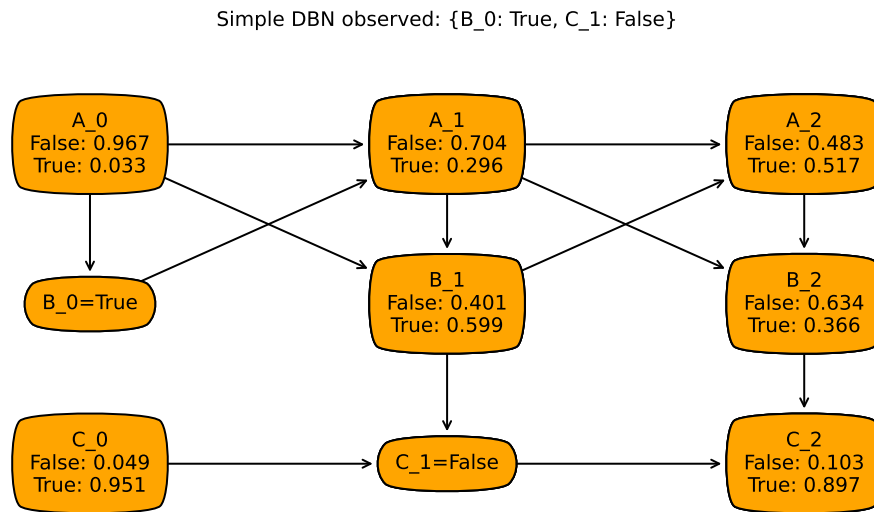 Simple DBN observed: {B_0: True, C_1: False}
A_0
False: 0.967
True: 0.033
A_1
False: 0.704
True: 0.296
A_2
False: 0.483
True: 0.517
B_0=True
B_1
False: 0.401
True: 0.599
B_2
False: 0.634
True: 0.366
C_0
False: 0.049
True: 0.951
C_1=False
C_2
False: 0.103
True: 0.897